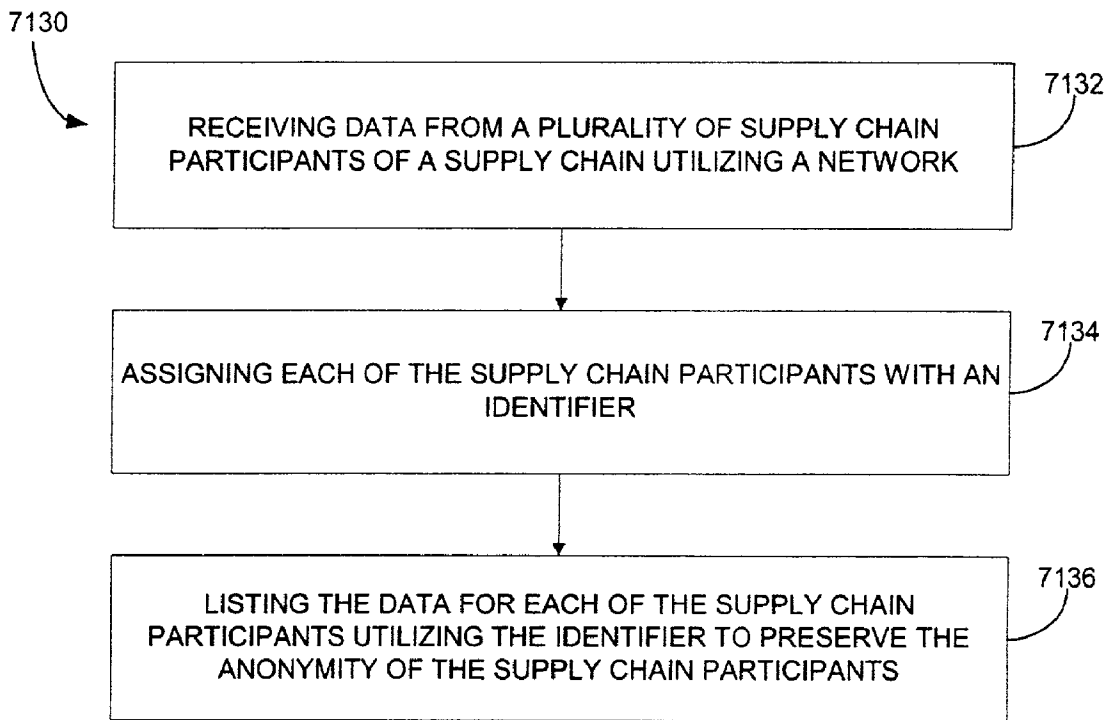 7130
7132
RECEIVING DATA FROM A PLURALITY OF SUPPLY CHAIN
PARTICIPANTS OF A SUPPLY CHAIN UTILIZING A NETWORK
7134
ASSIGNING EACH OF THE SUPPLY CHAIN PARTICIPANTS WITH AN
IDENTIFIER
7136
LISTING THE DATA FOR EACH OF THE SUPPLY CHAIN
PARTICIPANTS UTILIZING THE IDENTIFIER TO PRESERVE THE
ANONYMITY OF THE SUPPLY CHAIN PARTICIPANTS